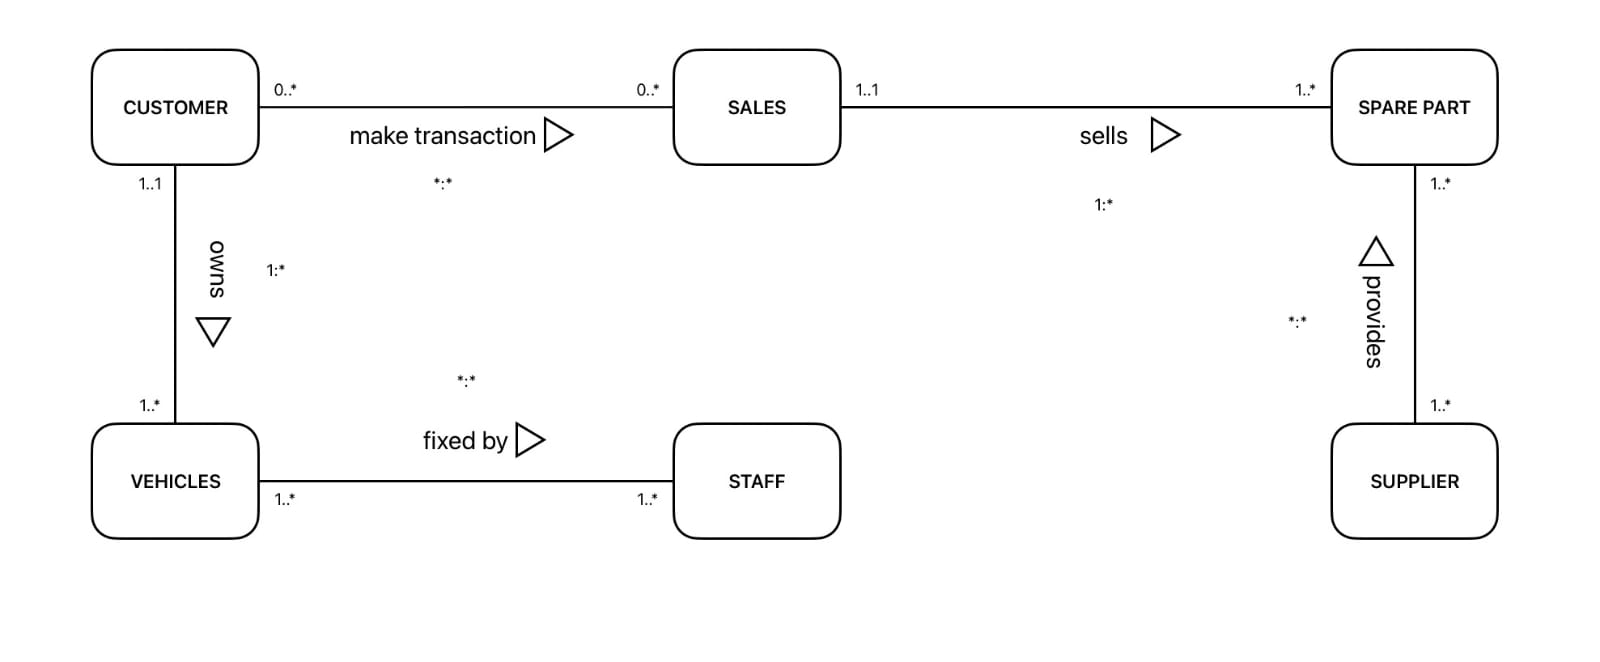 CUSTOMER
0..*
0..*
SALES
1..1
1..*
SPARE PART
make transaction
sells
1..1
*:*
1:*
1..*
owns
1:*
provides
*:*
1..*
*:*
1..*
fixed by
VEHICLES
1..*
1..*
STAFF
SUPPLIER